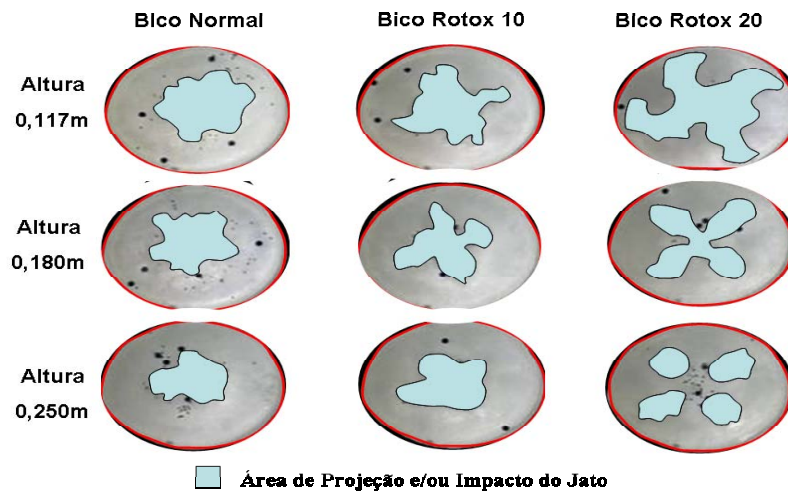 Bico Normal
Bico Rotox 10
Bico Rotox 20
Altura
0,117m
Altura
0,180m
Altura
0,250m
Área de Projeção e/ou Impacto do Jato